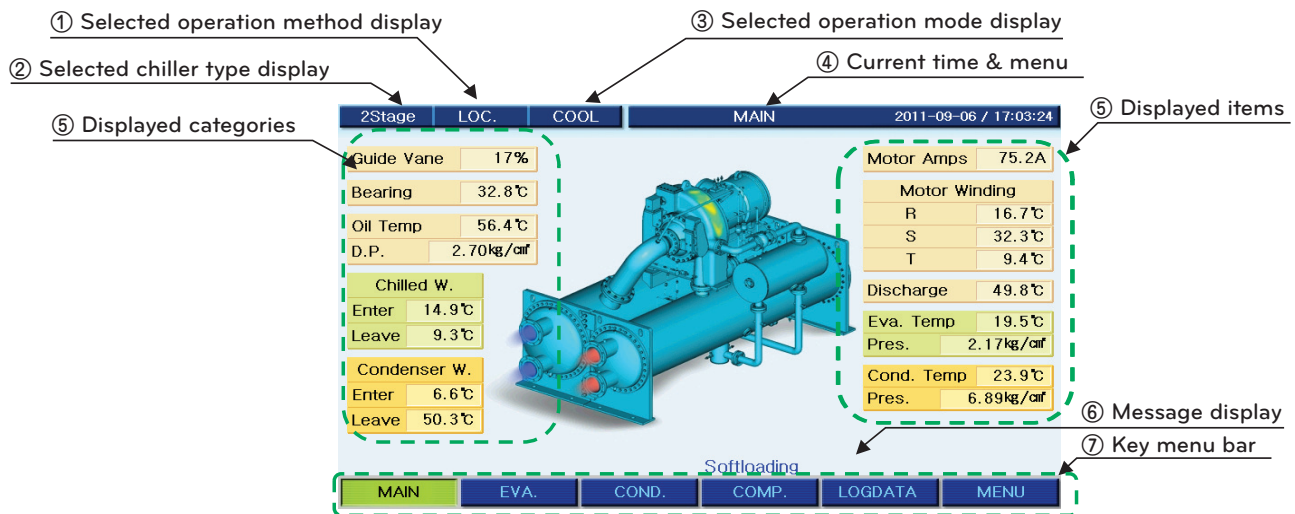 ① Selected operation method display
③ Selected operation mode display
② Selected chiller type display
④ Current time & menu
⑤ Displayed categories
⑤ Displayed items
2Stage LOC. COOL MAIN 2011-09-06 / 17:03:24
Guide Vane 17%
Bearing 32.8℃
Oil Temp 56.4℃
D.P. 2.70kg/㎠
Chilled W.
Enter 14.9℃
Leave 9.3℃
Condenser W.
Enter 6.6℃
Leave 50.3℃
Motor Amps 75.2A
Motor Winding
R 16.7℃
S 32.3℃
T 9.4℃
Discharge 49.8℃
Eva. Temp 19.5℃
Pres. 2.17kg/㎠
Cond. Temp 23.9℃
Pres. 6.89kg/㎠
⑥ Message display
⑦ Key menu bar
Softloading
MAIN EVA. COND. COMP. LOGDATA MENU